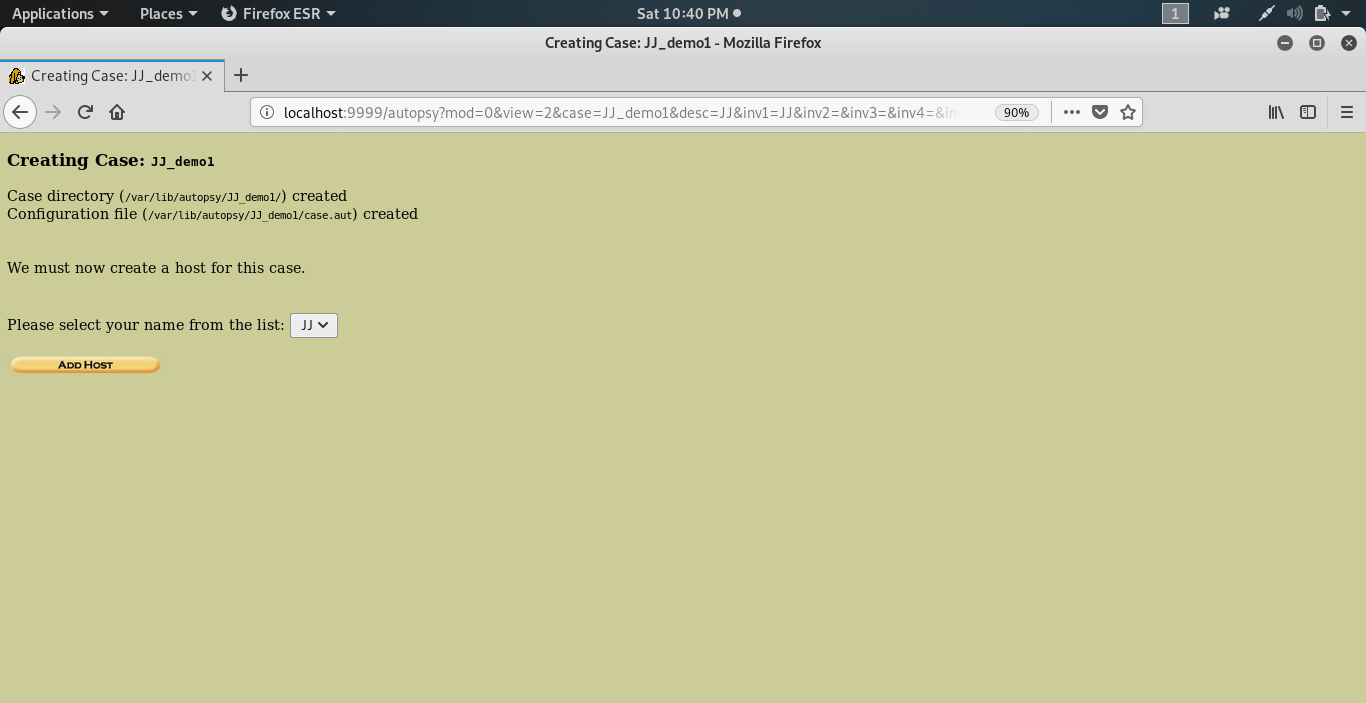 Applications Places Firefox ESR Sat 10:40 PM 1
Creating Case: JJ_demo1 - Mozilla Firefox
Creating Case: JJ_demo1
localhost:9999/autopsy?mod=0&view=2&case=JJ_demo1&desc=JJ&inv1=JJ&inv2=&inv3=&inv4=&in 90%
Creating Case: JJ_demo1
Case directory (/var/lib/autopsy/JJ_demo1/) created
Configuration file (/var/lib/autopsy/JJ_demo1/case.aut) created
We must now create a host for this case.
Please select your name from the list: JJ
ADD HOST